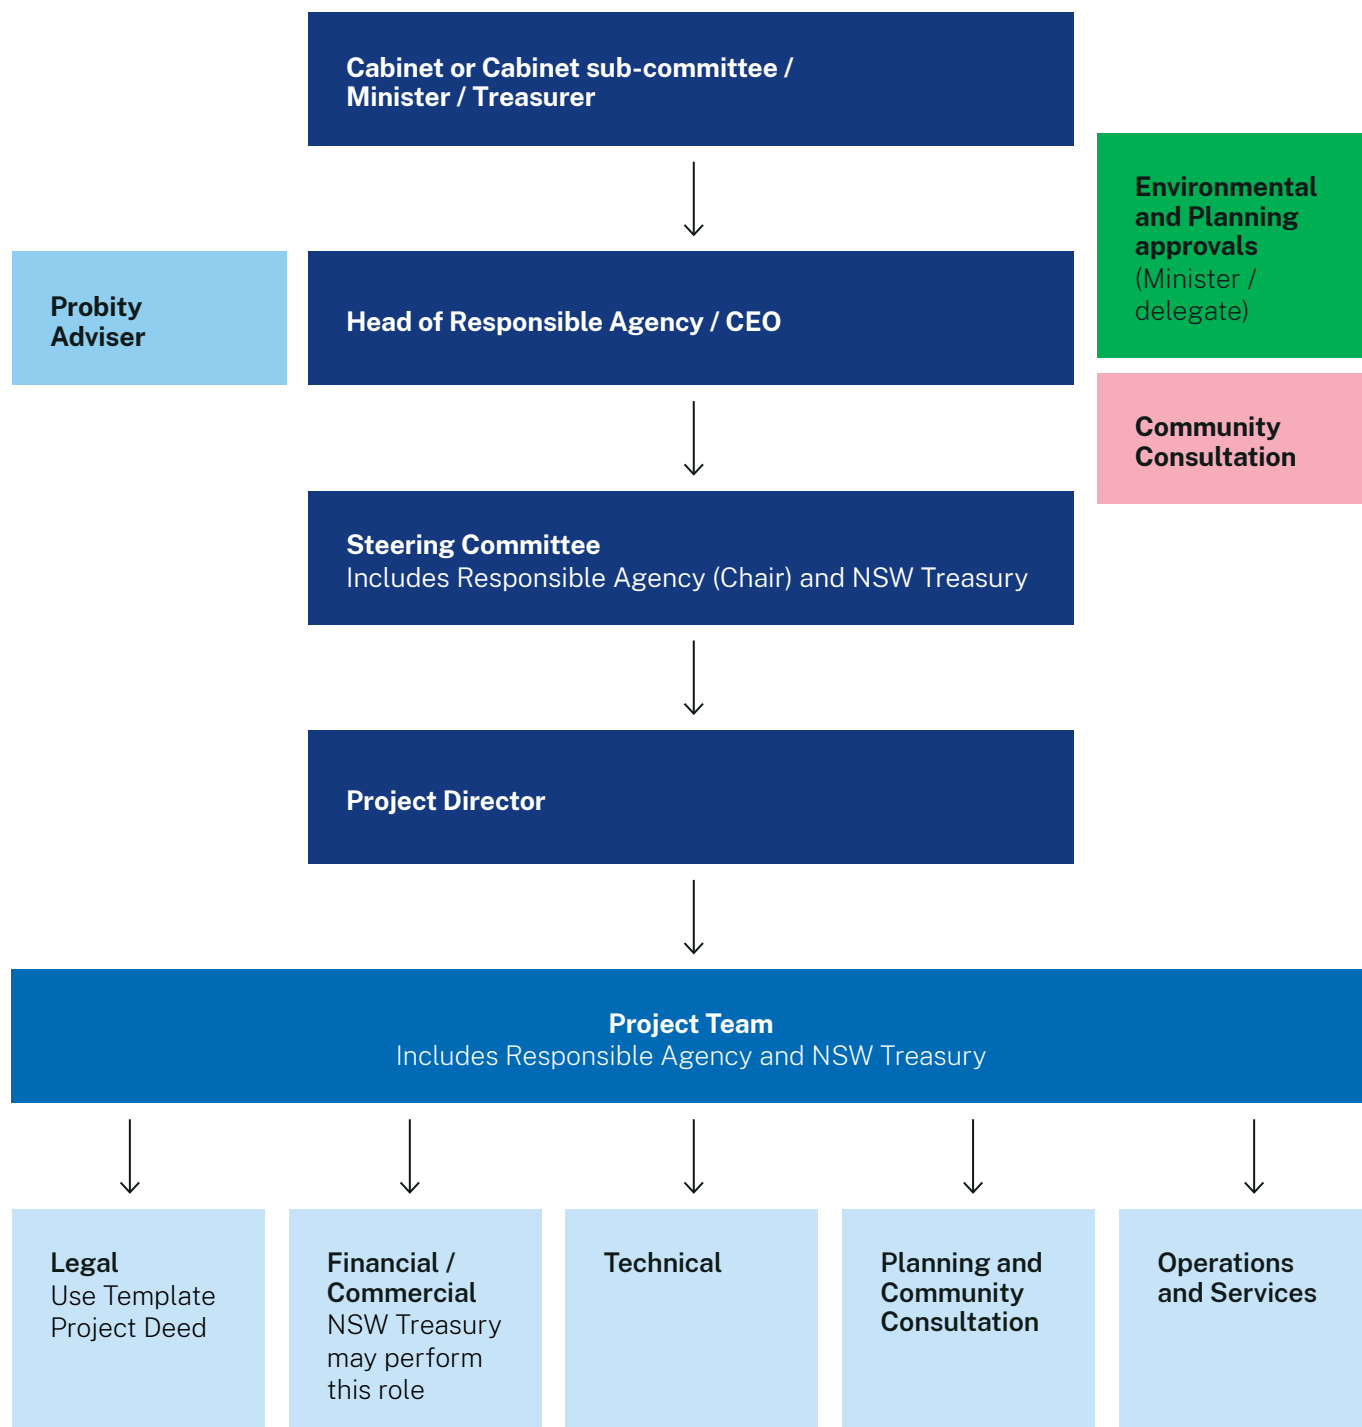 Cabinet or Cabinet sub-committee /
Minister / Treasurer
Environmental
and Planning
approvals
(Minister /
delegate)
Probity
Adviser
Head of Responsible Agency / CEO
Community
Consultation
Steering Committee
Includes Responsible Agency (Chair) and NSW Treasury
Project Director
Project Team
Includes Responsible Agency and NSW Treasury
Legal
Use Template
Project Deed
Financial /
Commercial
NSW Treasury
may perform
this role
Technical
Planning and
Community
Consultation
Operations
and Services